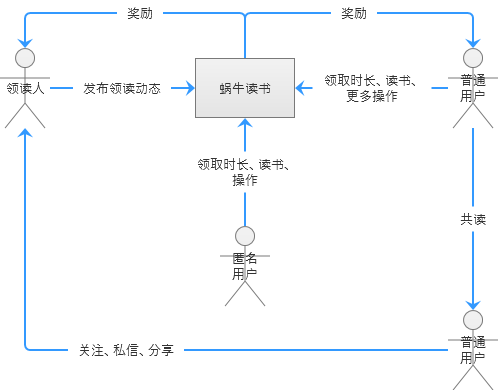 奖励
奖励
领读人
发布领读动态
蜗牛读书
领取时长、读书、
更多操作
普通
用户
领取时长、读书、
操作
共读
匿名
用户
关注、私信、分享
普通
用户